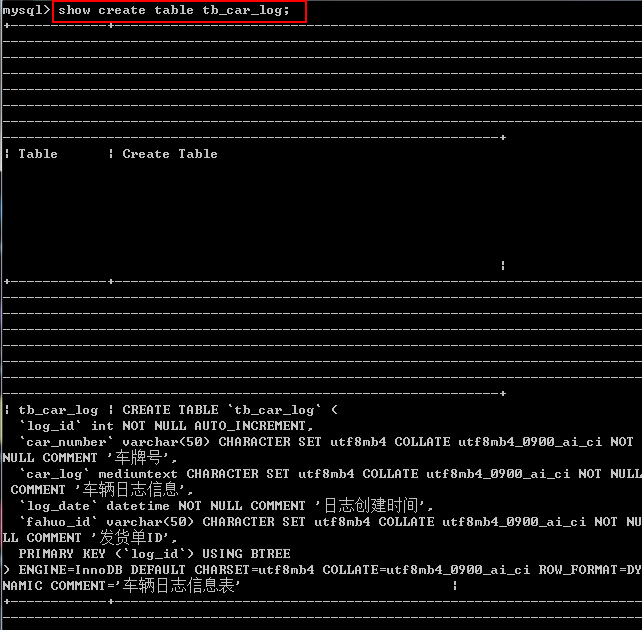 mysql> show create table tb_car_log;
| Table | Create Table
|
| tb_car_log | CREATE TABLE `tb_car_log` (
`log_id` int NOT NULL AUTO_INCREMENT,
`car_number` varchar(50) CHARACTER SET utf8mb4 COLLATE utf8mb4_0900_ai_ci NOT
NULL COMMENT '车牌号',
`car_log` mediumtext CHARACTER SET utf8mb4 COLLATE utf8mb4_0900_ai_ci NOT NULL
COMMENT '车辆日志信息',
`log_date` datetime NOT NULL COMMENT '日志创建时间',
`fahuo_id` varchar(50) CHARACTER SET utf8mb4 COLLATE utf8mb4_0900_ai_ci NOT NU
LL COMMENT '发货单ID',
PRIMARY KEY (`log_id`) USING BTREE
) ENGINE=InnoDB DEFAULT CHARSET=utf8mb4 COLLATE=utf8mb4_0900_ai_ci ROW_FORMAT=DY
NAMIC COMMENT='车辆日志信息表' |